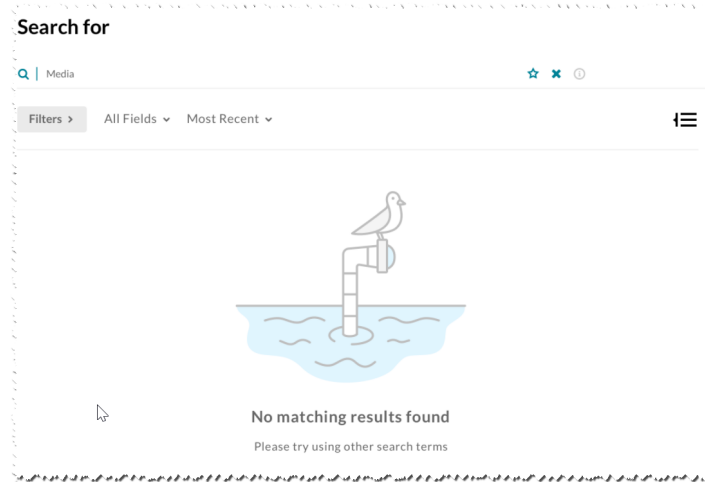 Search for
Media
Filters All Fields Most Recent
No matching results found
Please try using other search terms